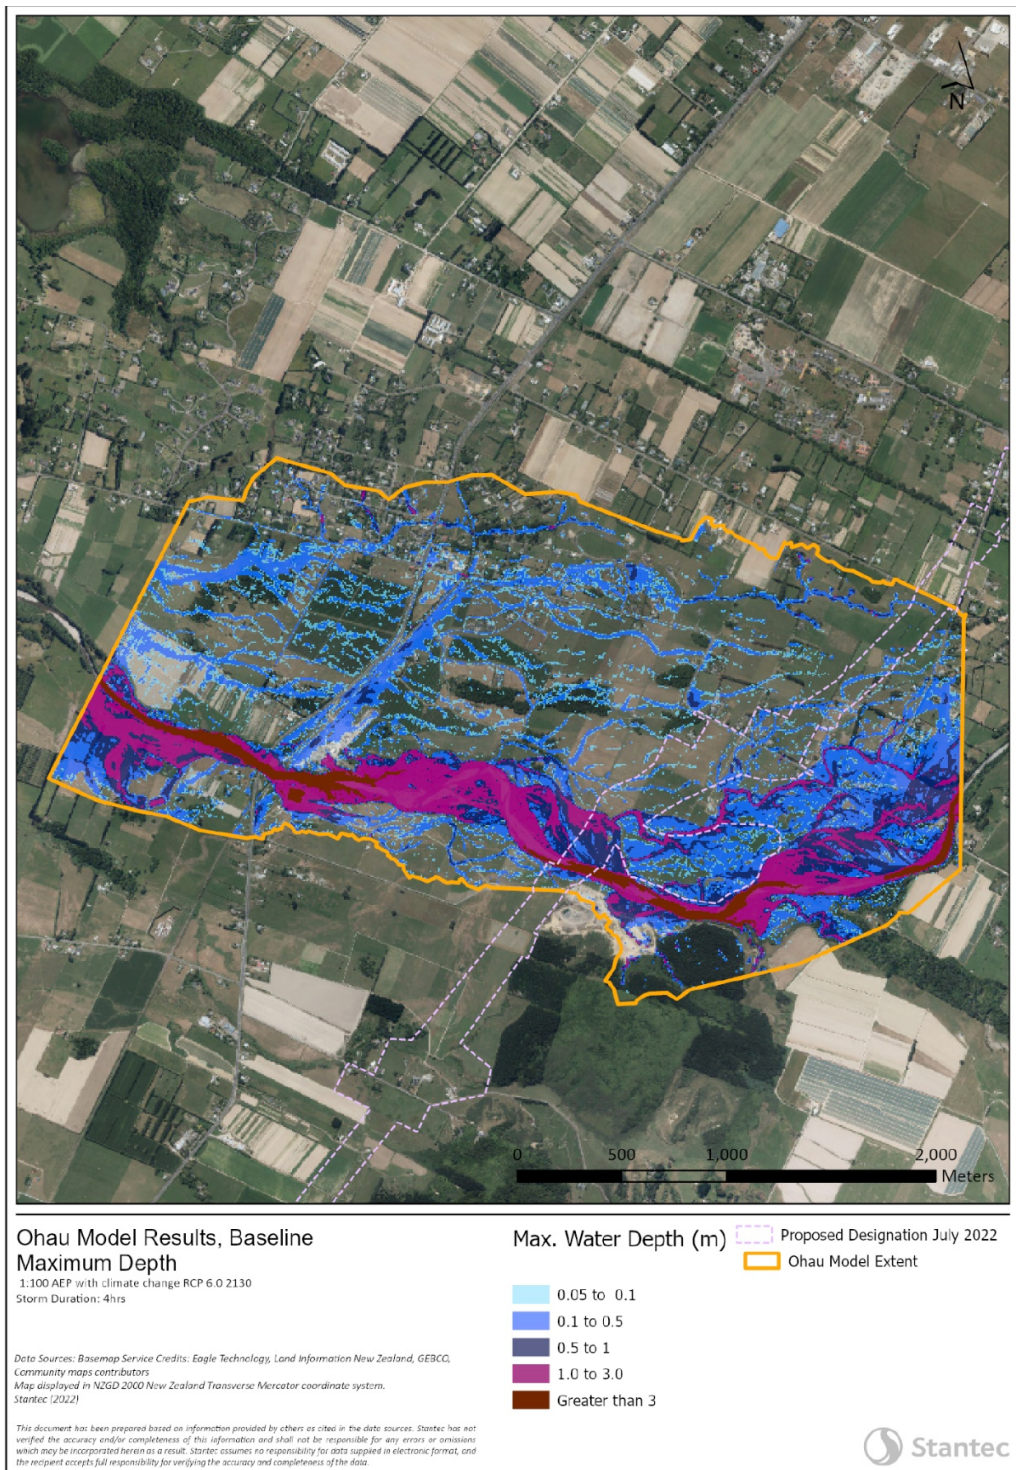 N
0 500 1,000 2,000
Meters
Ohau Model Results, Baseline
Maximum Depth
1:100 AEP with climate change RCP 6.0 2130
Storm Duration: 4hrs
Data Sources: Basemap Service Credits: Eagle Technology, Land Information New Zealand, GEBCO,
Community maps contributors
Map displayed in NZGD 2000 New Zealand Transverse Mercator coordinate system.
Stantec (2022)
This document has been prepared based on information provided by others as cited in the data sources. Stantec has not
verified the accuracy and/or completeness of this information and shall not be responsible for any errors or omissions
which may be incorporated herein as a result. Stantec assumes no responsibility for data supplied in electronic format, and
the recipient accepts full responsibility for verifying the accuracy and completeness of the data.
Max. Water Depth (m)
0.05 to 0.1
0.1 to 0.5
0.5 to 1
1.0 to 3.0
Greater than 3
Proposed Designation July 2022
Ohau Model Extent
Stantec